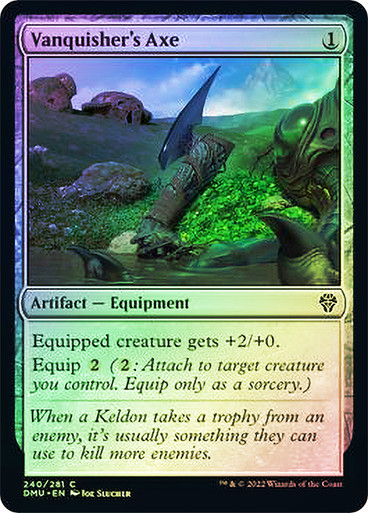 Vanquisher's Axe 1
Artifact — Equipment
Equipped creature gets +2/+0.
Equip 2 (2: Attach to target creature
you control. Equip only as a sorcery.)
When a Keldon takes a trophy from an
enemy, it's usually something they can
use to kill more enemies.
240/281 C
DMU • EN Joe Slucher
™ & © 2022 Wizards of the Coast